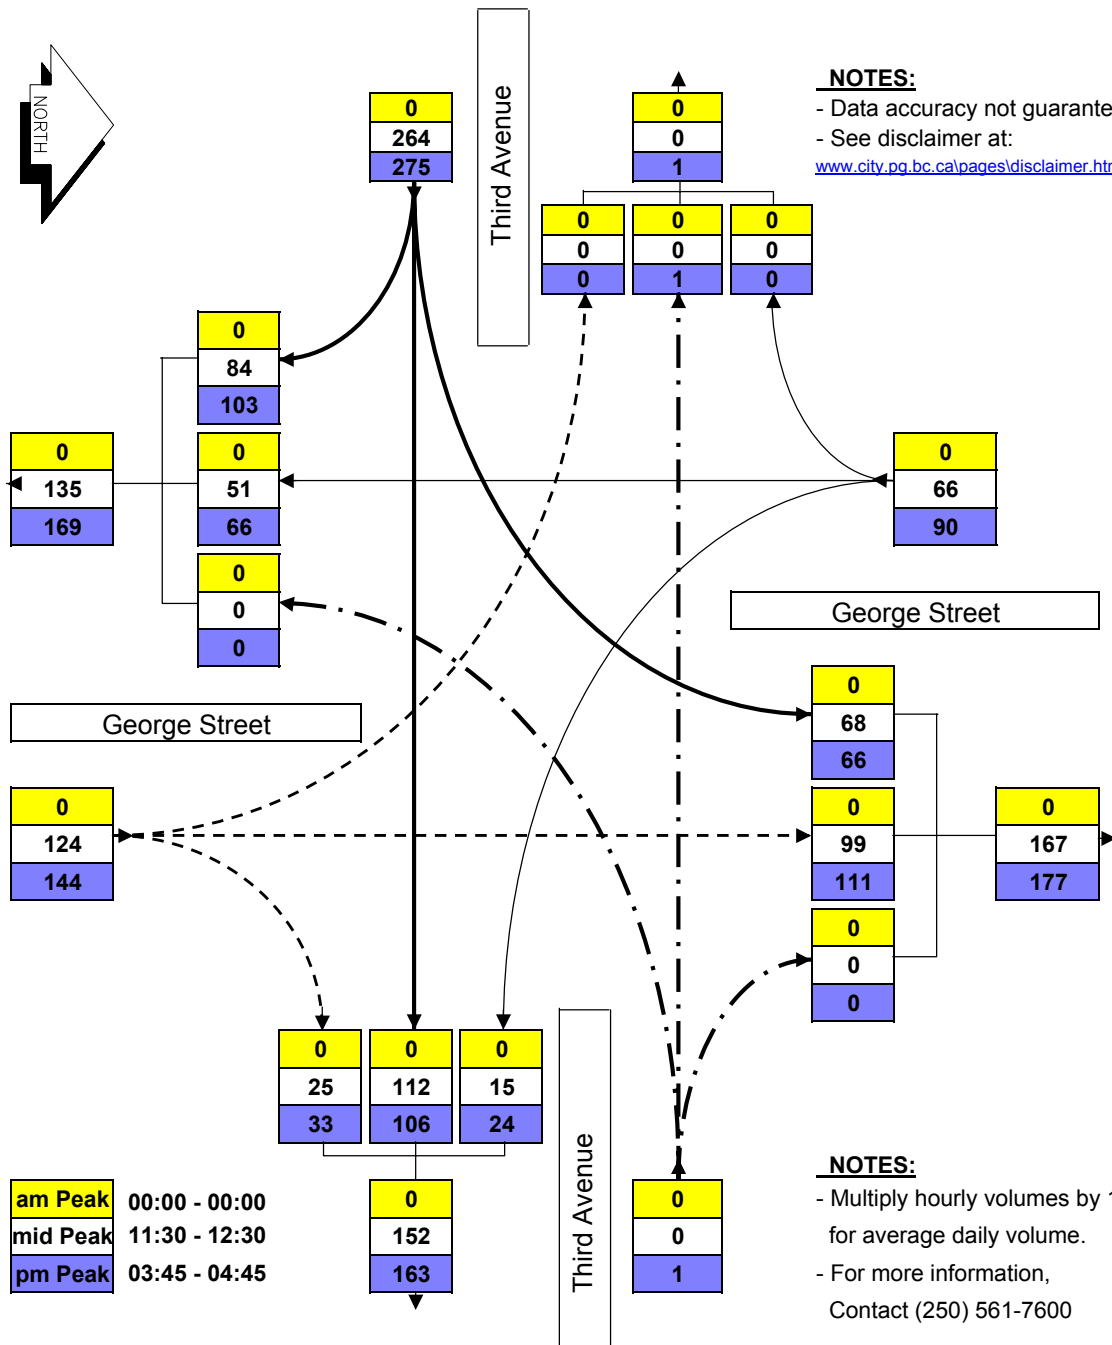 NORTH
Third Avenue
0
264
275
0
0
1
NOTES:
- Data accuracy not guarante
- See disclaimer at:
www.city.pg.bc.ca\pages\disclaimer.htm
0 0 0
0 0 0
0 1 0
0
84
103
0
135
169
0
51
66
0
66
90
0
0
0
George Street
George Street
0
68
66
0
124
144
0
99
111
0
167
177
0
0
0
0 0 0
25 112 15
33 106 24
Third Avenue
am Peak 00:00 - 00:00
mid Peak 11:30 - 12:30
pm Peak 03:45 - 04:45
0
152
163
0
0
1
NOTES:
- Multiply hourly volumes by 1
for average daily volume.
- For more information,
Contact (250) 561-7600